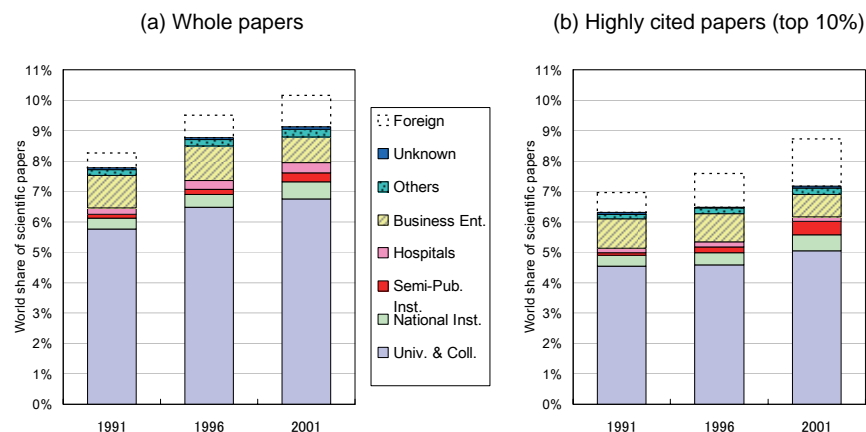 (a) Whole papers
World share of scientific papers
11%
10%
9%
8%
7%
6%
5%
4%
3%
2%
1%
0%
1991 1996 2001
Foreign
Unknown
Others
Business Ent.
Hospitals
Semi-Pub.
Inst.
National Inst.
Univ. & Coll.
(b) Highly cited papers (top 10%)
World share of scientific papers
11%
10%
9%
8%
7%
6%
5%
4%
3%
2%
1%
0%
1991 1996 2001